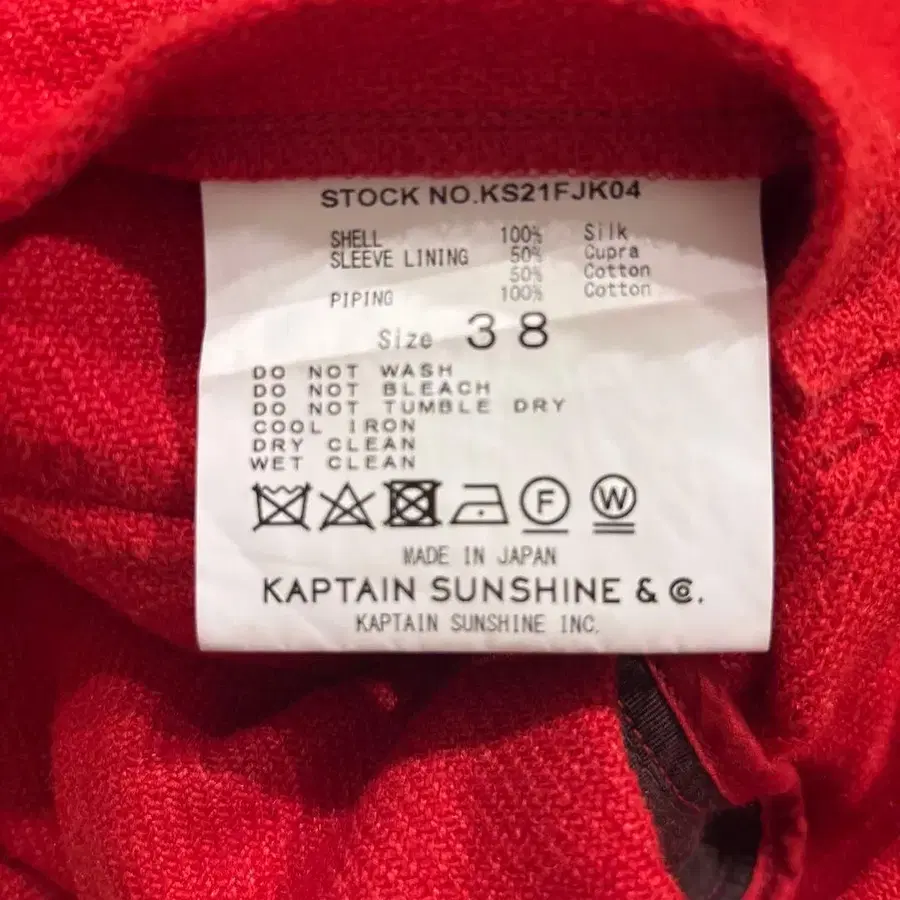 STOCK NO.KS21FJK04
SHELL 100% Silk
SLEEVE LINING 50% Cupra
50% Cotton
PIPING 100% Cotton
Size 38
DO NOT WASH
DO NOT BLEACH
DO NOT TUMBLE DRY
COOL IRON
DRY CLEAN
WET CLEAN
F W
MADE IN JAPAN
KAPTAIN SUNSHINE & Co.
KAPTAIN SUNSHINE INC.